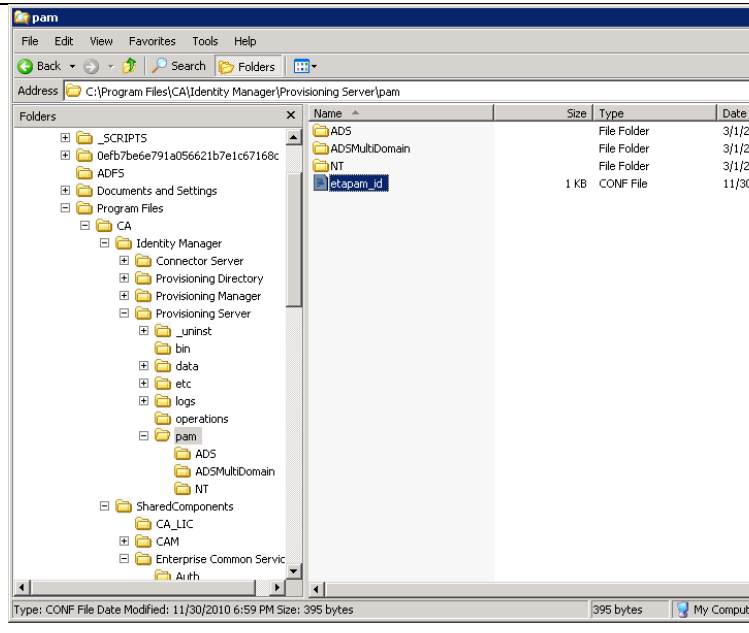 pam
File Edit View Favorites Tools Help
Back Search Folders
Address C:\Program Files\CA\Identity Manager\Provisioning Server\pam
Folders x Name Size Type Date
_SCRIPTS
0efb7be6e791a056621b7e1c67168c
ADFS
Documents and Settings
Program Files
CA
Identity Manager
Connector Server
Provisioning Directory
Provisioning Manager
Provisioning Server
_uninst
bin
data
etc
logs
operations
pam
ADS
ADSMultiDomain
NT
SharedComponents
CA_LIC
CAM
Enterprise Common Servic
Auth
ADS File Folder 3/1/2
ADSMultiDomain File Folder 3/1/2
NT File Folder 3/1/2
etapam_id 1 KB CONF File 11/30
Type: CONF File Date Modified: 11/30/2010 6:59 PM Size: 395 bytes 395 bytes My Comput